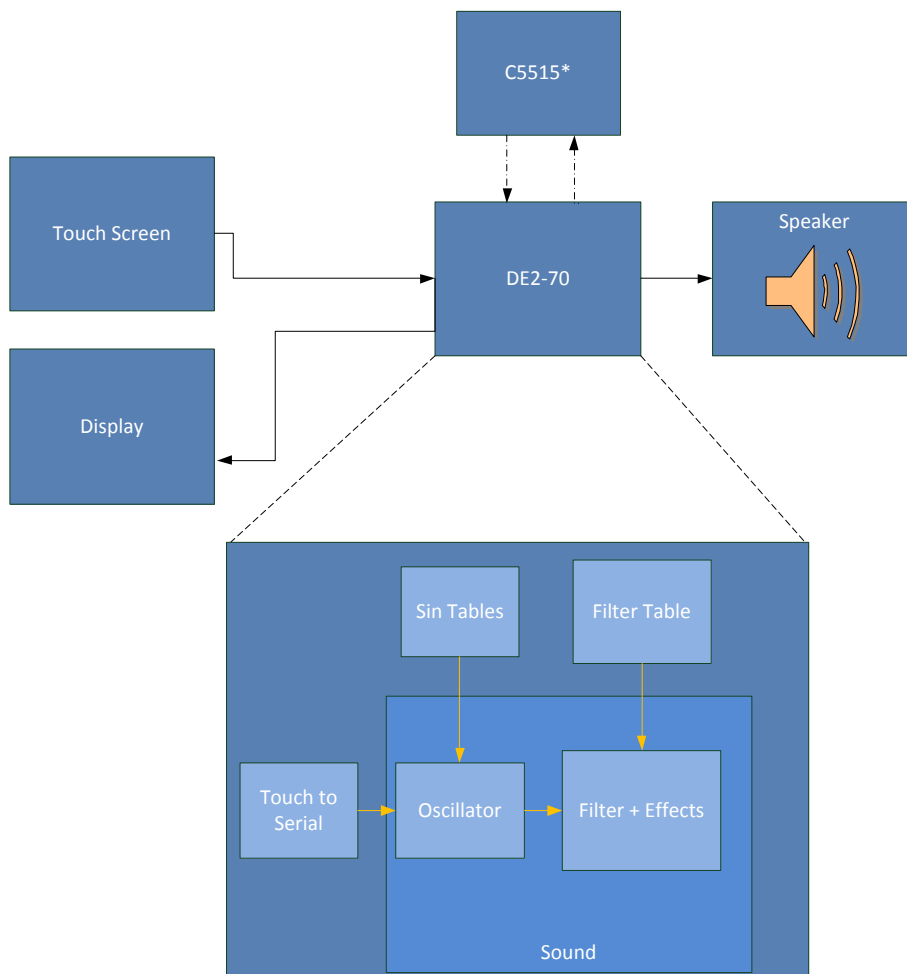 C5515*
Touch Screen
DE2-70
Speaker
Display
Sin Tables
Filter Table
Touch to
Serial
Oscillator
Filter + Effects
Sound